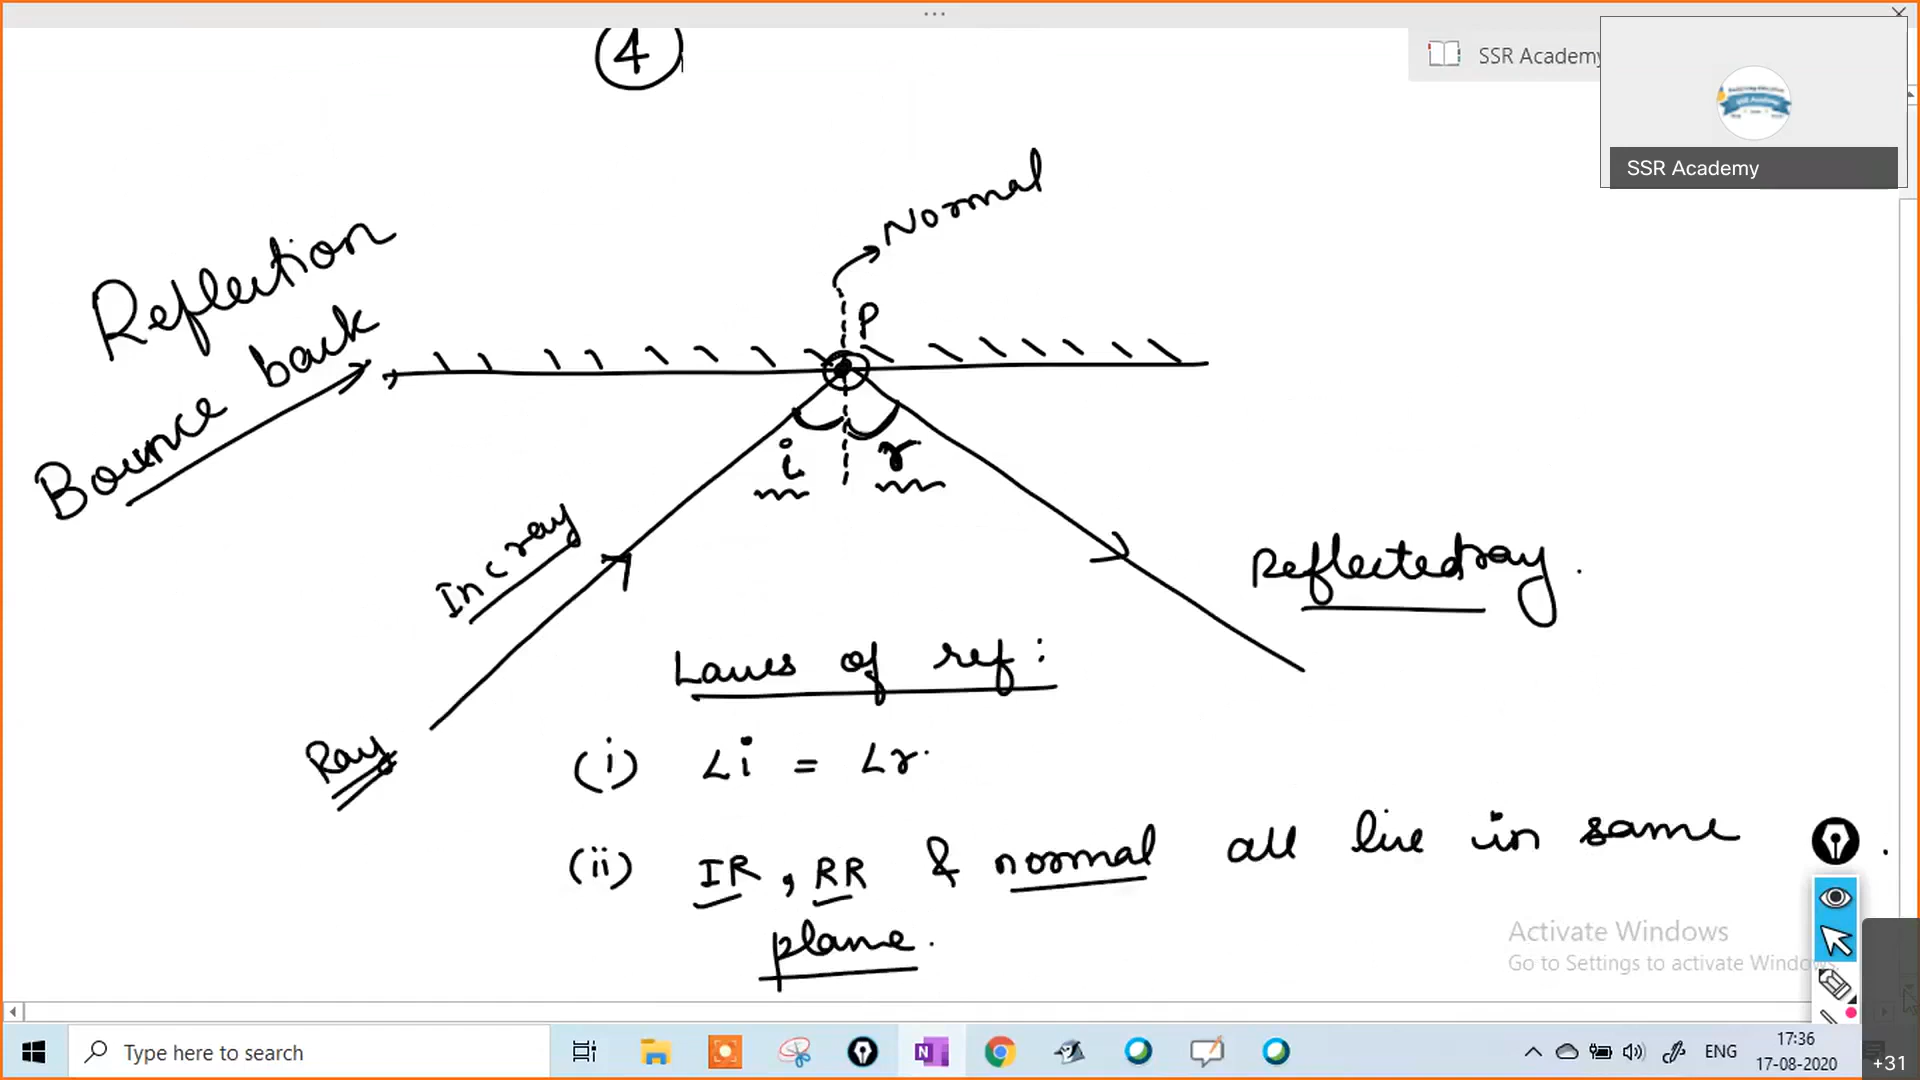 4
SSR Academy
SSR Academy
Normal
Reflection
Bounce back
P
i
r
Inc ray
Reflected ray.
Laws of ref:
Ray
(i) ∠i = ∠r
(ii) IR, RR & normal all lie in same
plane.
Activate Windows
Go to Settings to activate Windows.
Type here to search
ENG
17:36
17-08-2020
+31